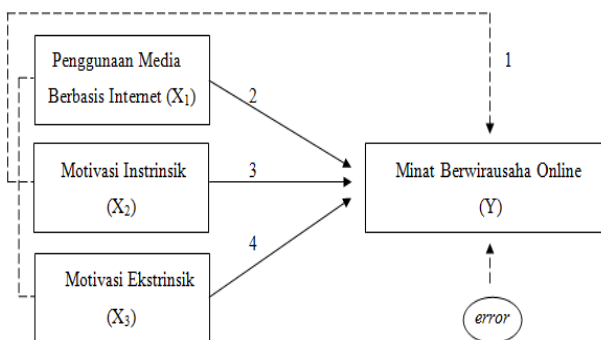 1
Penggunaan Media
Berbasis Internet (X₁)
2
Motivasi Instrinsik
(X₂)
3
Minat Berwirausaha Online
(Y)
4
Motivasi Ekstrinsik
(X₃)
error